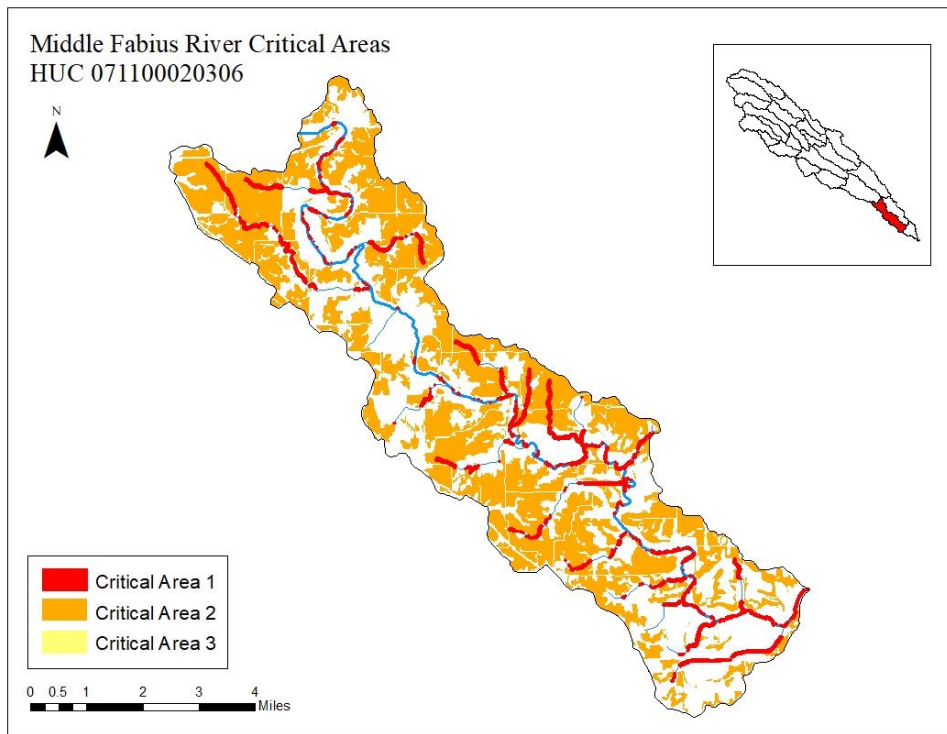 Middle Fabius River Critical Areas
HUC 071100020306
N
Critical Area 1
Critical Area 2
Critical Area 3
0 0.5 1 2 3 4
Miles